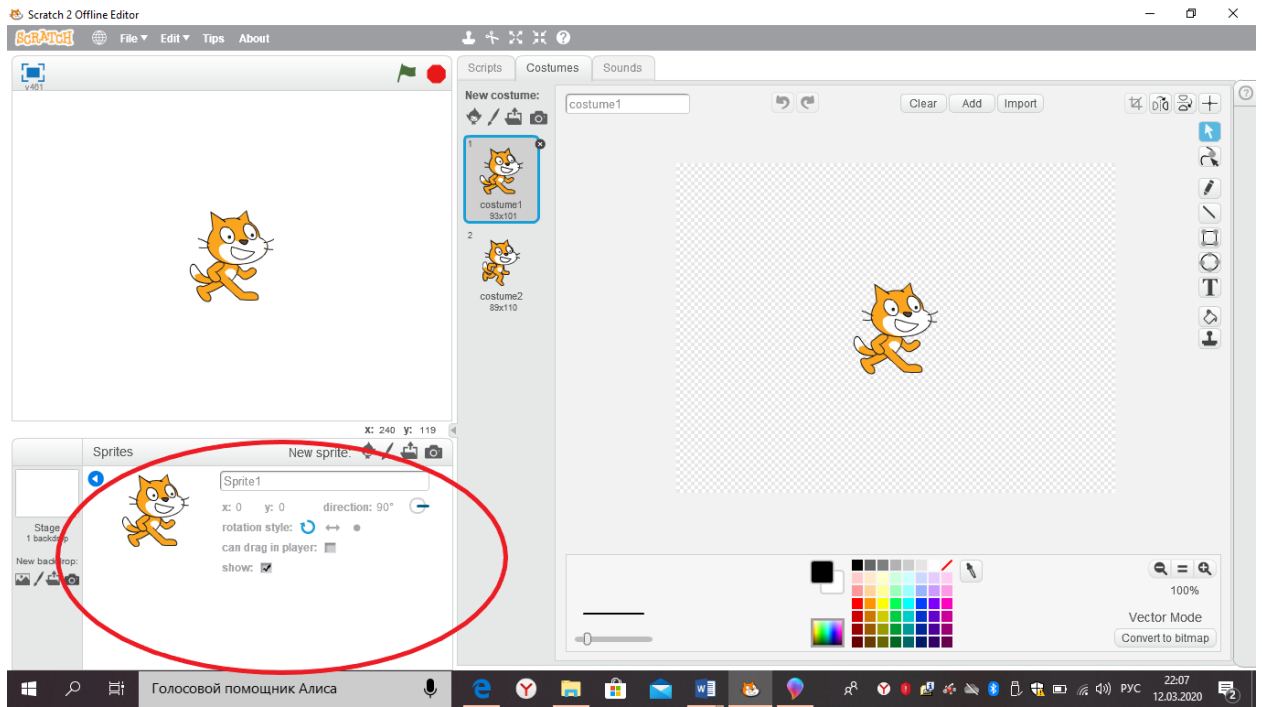 Scratch 2 Offline Editor
SCRATCH File Edit Tips About
v461
Scripts Costumes Sounds
New costume:
costume1
Clear Add Import
1
costume1
93x101
2
costume2
89x110
x: 240 y: 119
Sprites New sprite:
Sprite1
x: 0 y: 0 direction: 90°
rotation style:
can drag in player:
show:
Stage
1 backdrop
New backdrop:
T
100%
Vector Mode
Convert to bitmap
Голосовой помощник Алиса
РУС
22:07
12.03.2020
2